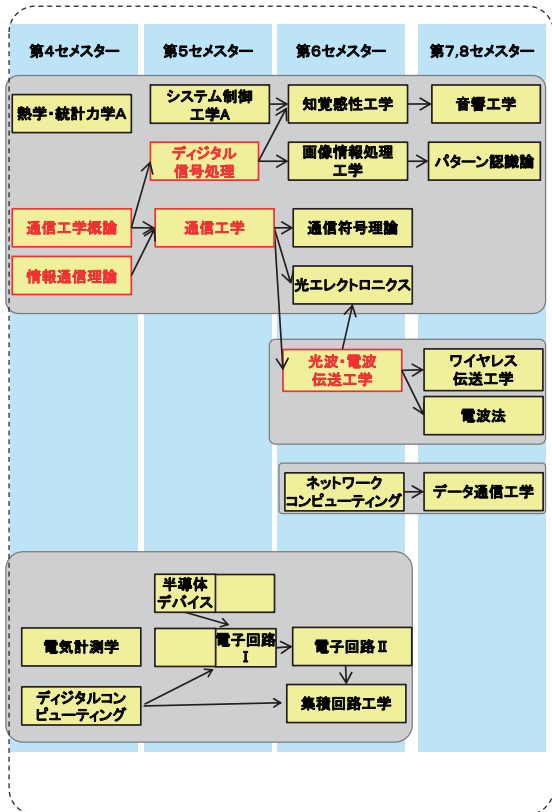 第4セメスター
第5セメスター
第6セメスター
第7,8セメスター
熱学・統計力学A
システム制御
工学A
知覚感性工学
音響工学
ディジタル
信号処理
画像情報処理
工学
パターン認識論
通信工学概論
通信工学
通信符号理論
情報通信理論
光エレクトロニクス
光波・電波
伝送工学
ワイヤレス
伝送工学
電波法
ネットワーク
コンピューティング
データ通信工学
半導体
デバイス
電気計測学
電子回路
I
電子回路Ⅱ
ディジタルコン
ピューティング
集積回路工学